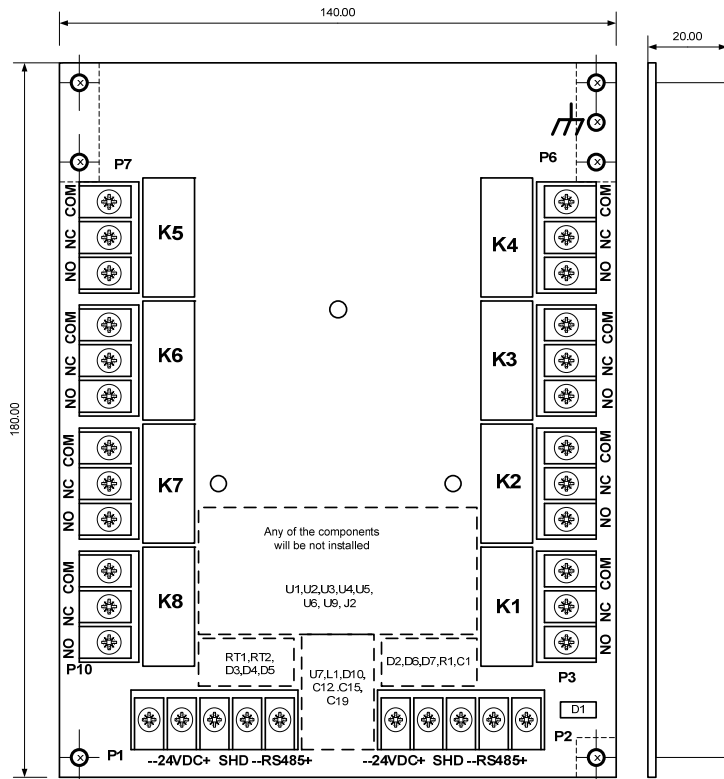 140.00
20.00
180.00
P7
P6
COM
NC
NO
K5
K4
COM
NC
NO
COM
NC
NO
K6
K3
COM
NC
NO
COM
NC
NO
K7
K2
COM
NC
NO
Any of the components
will be not installed
U1,U2,U3,U4,U5,
U6, U9, J2
COM
NC
NO
K8
K1
COM
NC
NO
P10
RT1,RT2,
D3,D4,D5
U7,L1,D10,
C12..C15,
C19
D2,D6,D7,R1,C1
P3
D1
P1
--24VDC+ SHD --RS485+
--24VDC+ SHD --RS485+
P2